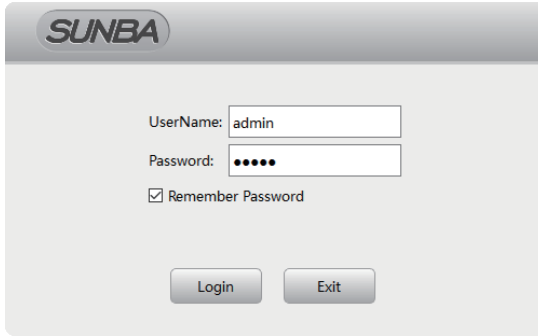 SUNBA
UserName: admin
Password: •••••
Remember Password
Login Exit